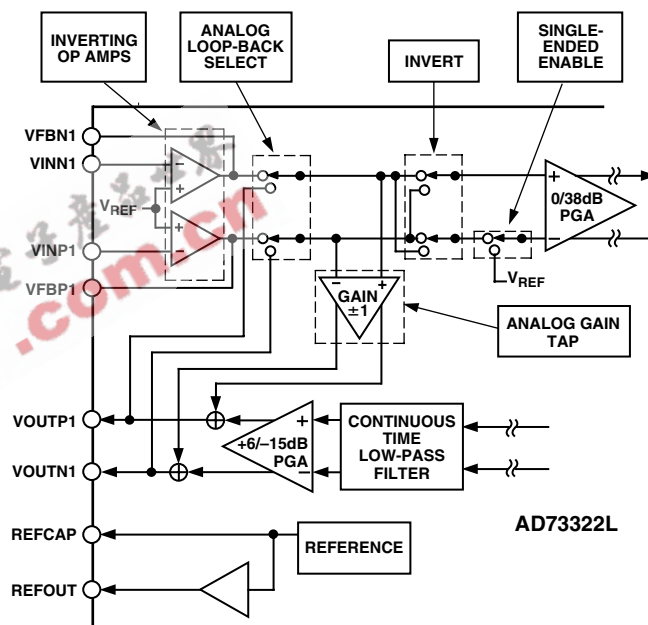 INVERTING
OP AMPS
ANALOG
LOOP-BACK
SELECT
INVERT
SINGLE-
ENDED
ENABLE
VFBN1
VINN1
VREF
VINP1
VFBP1
−
+
+
−
+
−
0/38dB
PGA
VREF
− +
GAIN
±1
ANALOG GAIN
TAP
VOUTP1
VOUTN1
+
+6/–15dB
PGA
−
CONTINUOUS
TIME
LOW-PASS
FILTER
AD73322L
REFCAP
REFERENCE
REFOUT
.com.cn